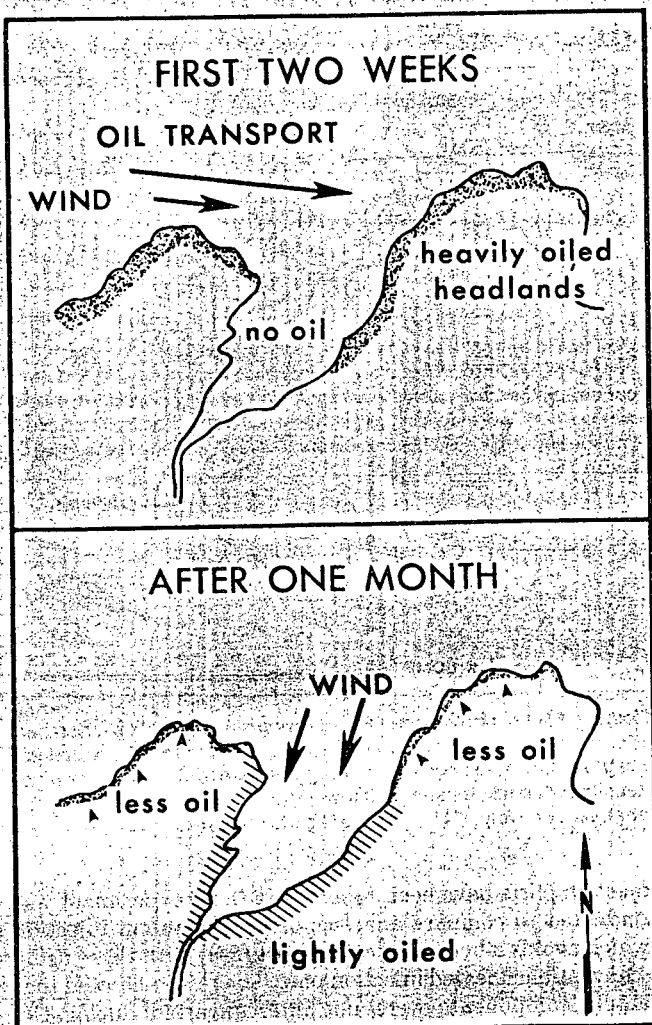 FIRST TWO WEEKS
OIL TRANSPORT
WIND
heavily oiled
headlands
no oil
AFTER ONE MONTH
WIND
less oil
less oil
N
lightly oiled